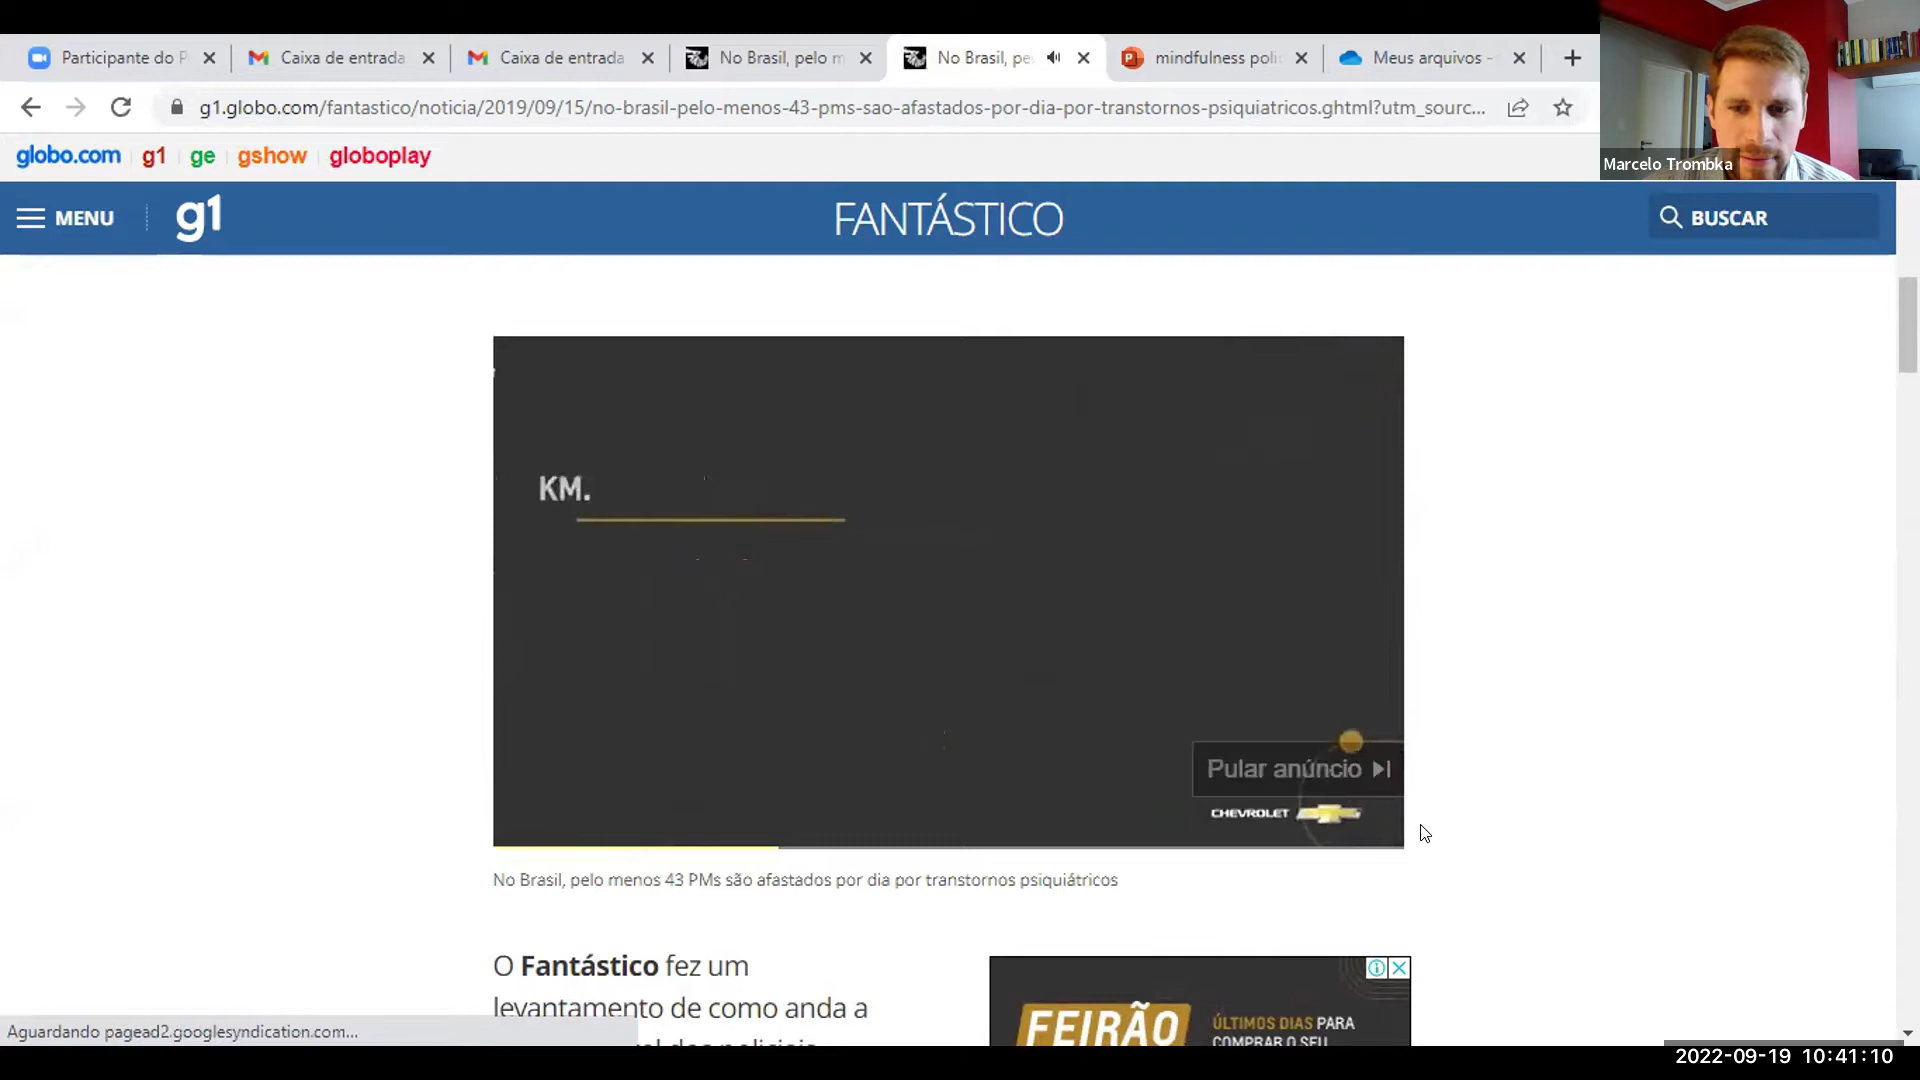 Participante do P
Caixa de entrada
Caixa de entrada
No Brasil, pelo m
No Brasil, pe
mindfulness poli
Meus arquivos -
g1.globo.com/fantastico/noticia/2019/09/15/no-brasil-pelo-menos-43-pms-sao-afastados-por-dia-por-transtornos-psiquiatricos.ghtml?utm_sourc...
Marcelo Trombka
globo.com g1 ge gshow globoplay
MENU g1 FANTÁSTICO BUSCAR
KM.
Pular anúncio
CHEVROLET
No Brasil, pelo menos 43 PMs são afastados por dia por transtornos psiquiátricos
O Fantástico fez um
levantamento de como anda a
dos policiais
FEIRÃO
ÚLTIMOS DIAS PARA
COMPRAR O SEU
Aguardando pagead2.googlesyndication.com...
2022-09-19 10:41:10